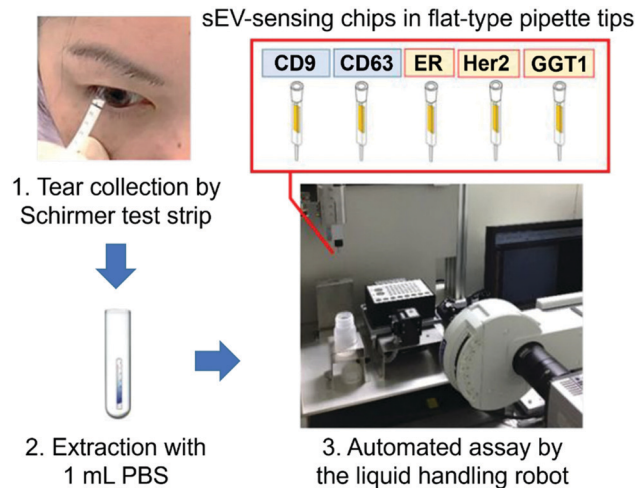 sEV-sensing chips in flat-type pipette tips
CD9 CD63 ER Her2 GGT1
1. Tear collection by
Schirmer test strip
2. Extraction with
1 mL PBS
3. Automated assay by
the liquid handling robot